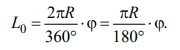 L₀ = 2πR/360° · φ = πR/180° · φ.